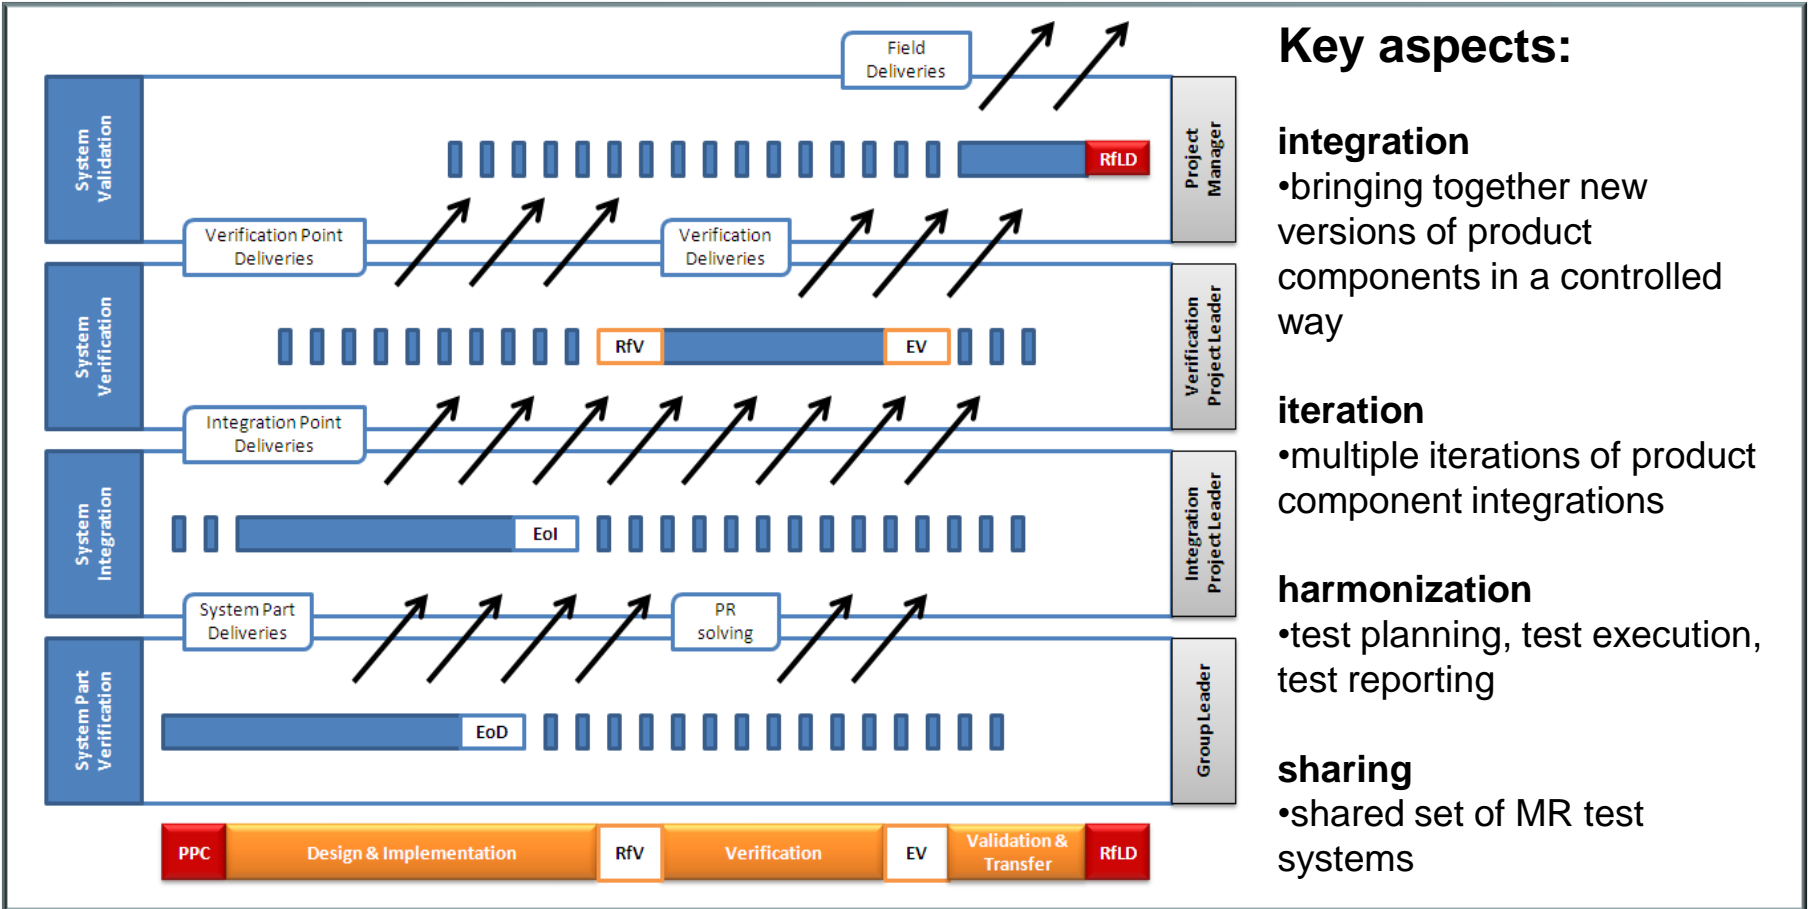 Field
Deliveries
System
Validation
RfLD
Project
Manager
Verification Point
Deliveries
Verification
Deliveries
System
Verification
RfV
EV
Verification
Project Leader
Integration Point
Deliveries
System
Integration
EoI
Integration
Project Leader
System Part
Deliveries
PR
solving
System Part
Verification
EoD
Group Leader
PPC
Design & Implementation
RfV
Verification
EV
Validation &
Transfer
RfLD
Key aspects:
integration
•bringing together new
versions of product
components in a controlled
way
iteration
•multiple iterations of product
component integrations
harmonization
•test planning, test execution,
test reporting
sharing
•shared set of MR test
systems